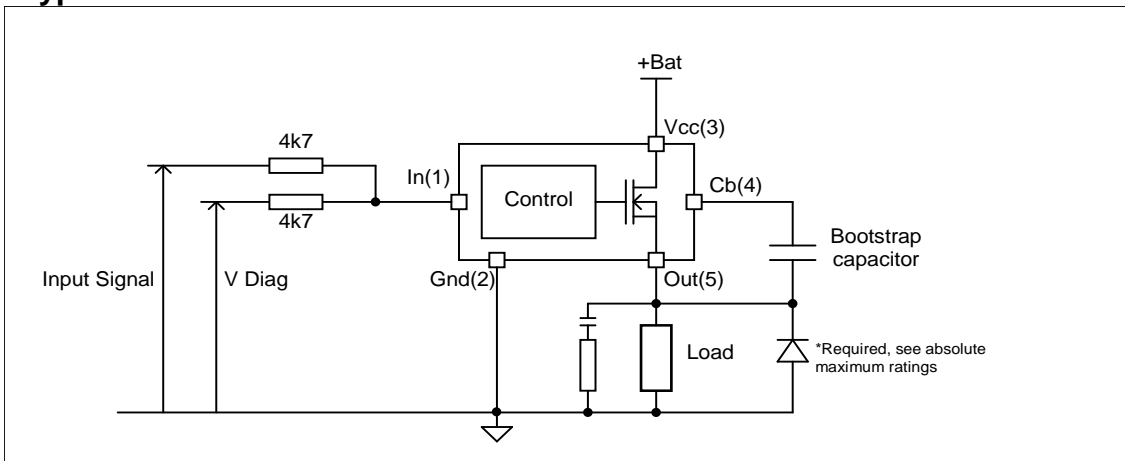 +Bat
Vcc(3)
4k7
In(1)
Cb(4)
Control
4k7
Bootstrap
capacitor
Input Signal
V Diag
Gnd(2)
Out(5)
Load
*Required, see absolute
maximum ratings